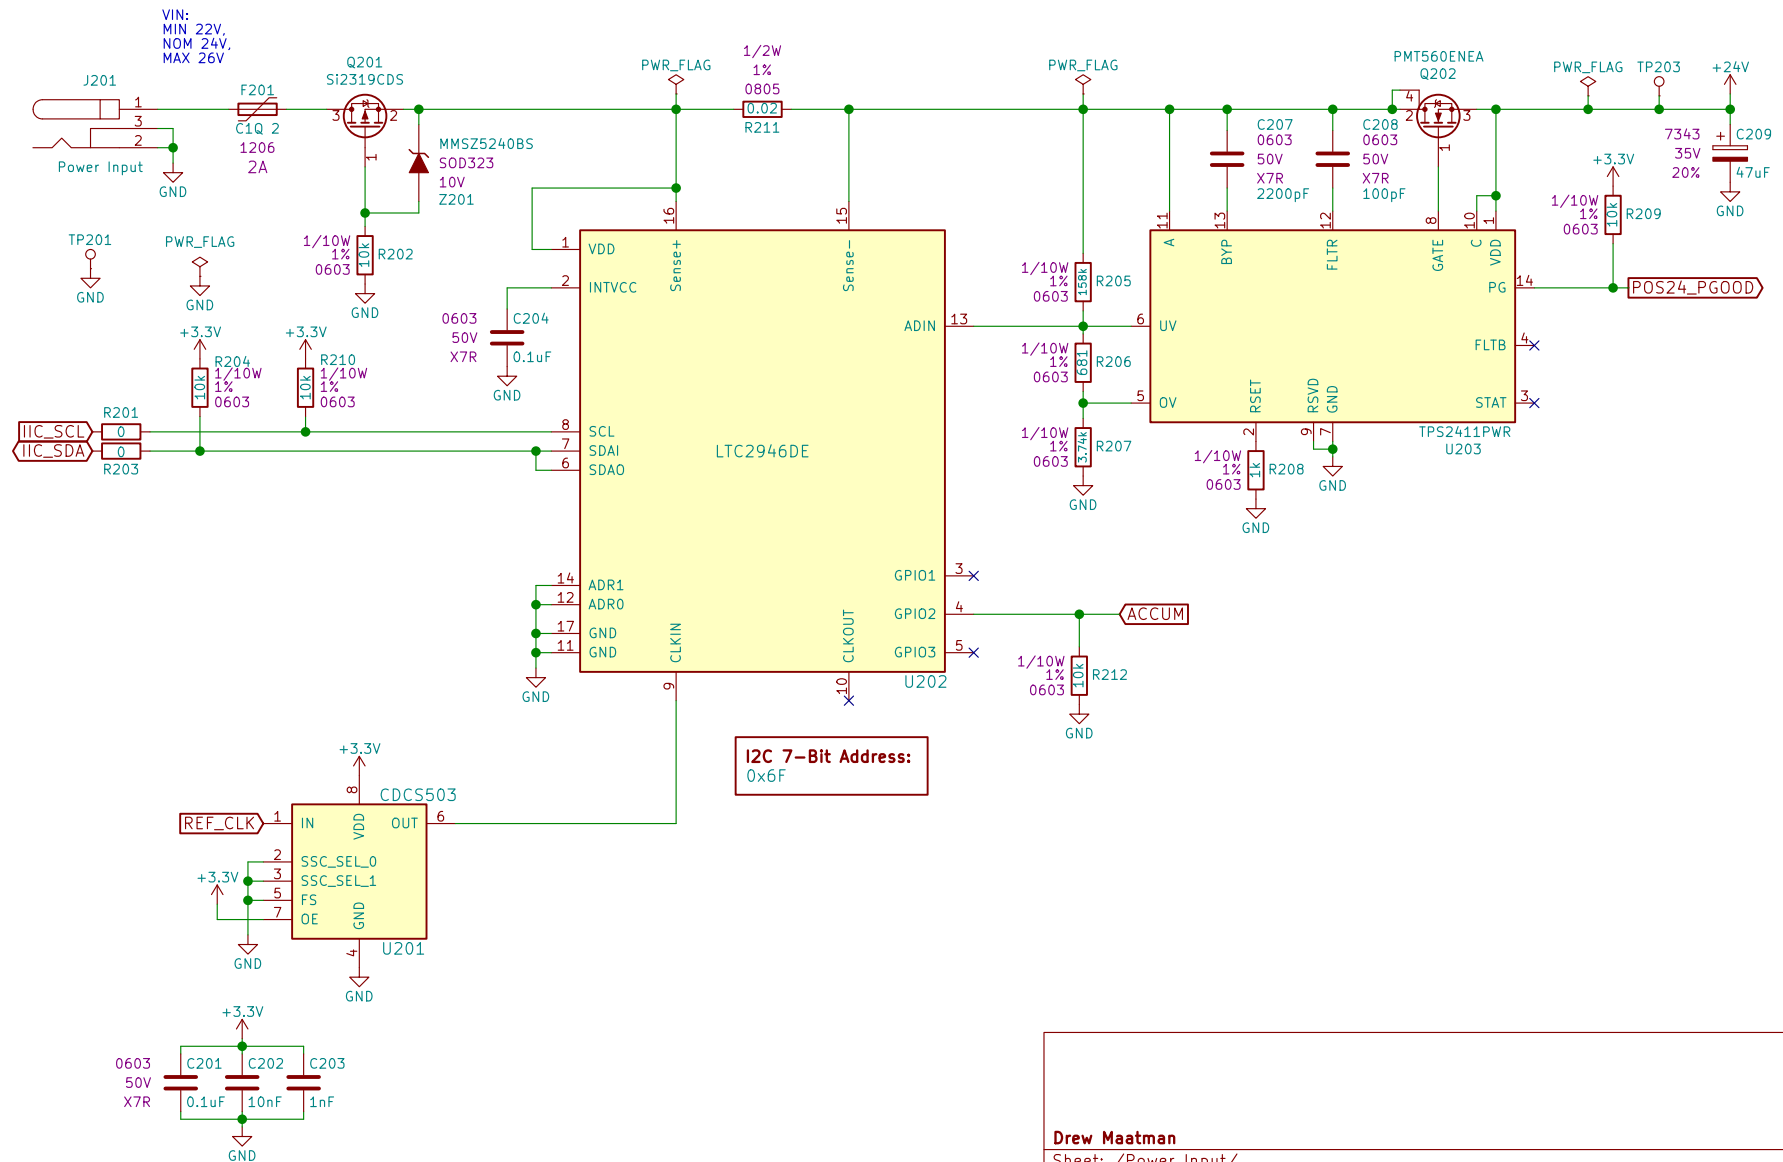 VIN:
MIN 22V,
NOM 24V,
MAX 26V
J201
1
3
2
Power Input
GND
F201
C1Q 2
1206
2A
Q201
Si2319CDS
3
2
1
MMSZ5240BS
SOD323
10V
Z201
1/10W
1%
0603
10k
R202
GND
TP201
GND
PWR_FLAG
GND
PWR_FLAG
1/2W
1%
0805
0.02
R211
PWR_FLAG
PMT560ENEA
Q202
4
2
3
1
PWR_FLAG
TP203
+24V
7343
35V
20%
C209
47uF
GND
C207
0603
50V
X7R
2200pF
C208
0603
50V
X7R
100pF
+3.3V
1/10W
1%
0603
10k
R209
POS24_PGOOD
+3.3V
R204
1/10W
1%
0603
10k
+3.3V
R210
1/10W
1%
0603
10k
IIC_SCL
R201
0
IIC_SDA
0
R203
0603
50V
X7R
C204
0.1uF
GND
16
Sense+
15
Sense-
1
VDD
2
INTVCC
ADIN
13
8
SCL
7
SDAI
6
SDAO
LTC2946DE
14
ADR1
12
ADR0
17
GND
11
GND
GND
CLKIN
9
CLKOUT
10
GPIO1
3
GPIO2
4
GPIO3
5
U202
1/10W
1%
0603
158k
R205
1/10W
1%
0603
681
R206
1/10W
1%
0603
3.74k
R207
GND
11
A
13
BYP
12
FLTR
8
GATE
10
C
1
VDD
PG
14
6
UV
FLTB
4
5
OV
STAT
3
RSET
2
RSVD
9
GND
7
TPS2411PWR
U203
1/10W
1%
0603
1k
R208
GND
GND
ACCUM
1/10W
1%
0603
10k
R212
GND
I2C 7-Bit Address:
0x6F
+3.3V
8
CDCS503
REF_CLK
1
IN
VDD
OUT
6
2
SSC_SEL_0
3
SSC_SEL_1
5
FS
7
OE
GND
4
U201
+3.3V
GND
GND
+3.3V
0603
50V
X7R
C201
0.1uF
C202
10nF
C203
1nF
GND
Drew Maatman
Sheet: /Power Input/